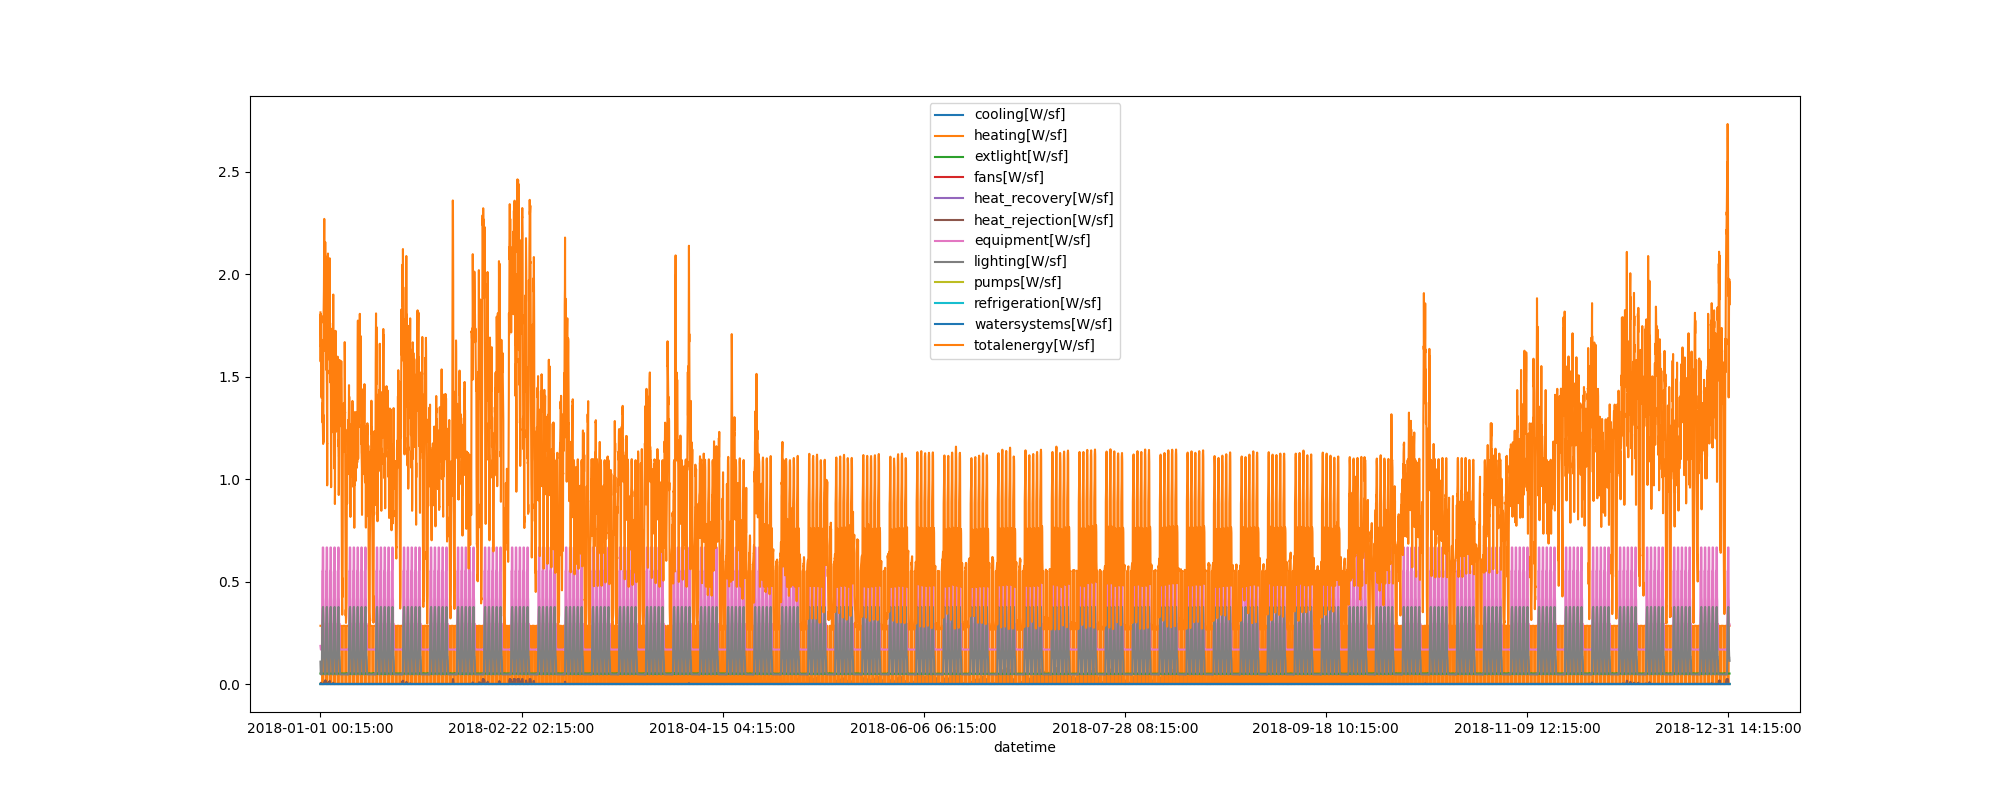 cooling[W/sf]
heating[W/sf]
extlight[W/sf]
fans[W/sf]
heat_recovery[W/sf]
heat_rejection[W/sf]
equipment[W/sf]
lighting[W/sf]
pumps[W/sf]
refrigeration[W/sf]
watersystems[W/sf]
totalenergy[W/sf]
2.5
2.0
1.5
1.0
0.5
0.0
2018-01-01 00:15:00 2018-02-22 02:15:00 2018-04-15 04:15:00 2018-06-06 06:15:00 2018-07-28 08:15:00 2018-09-18 10:15:00 2018-11-09 12:15:00 2018-12-31 14:15:00
datetime